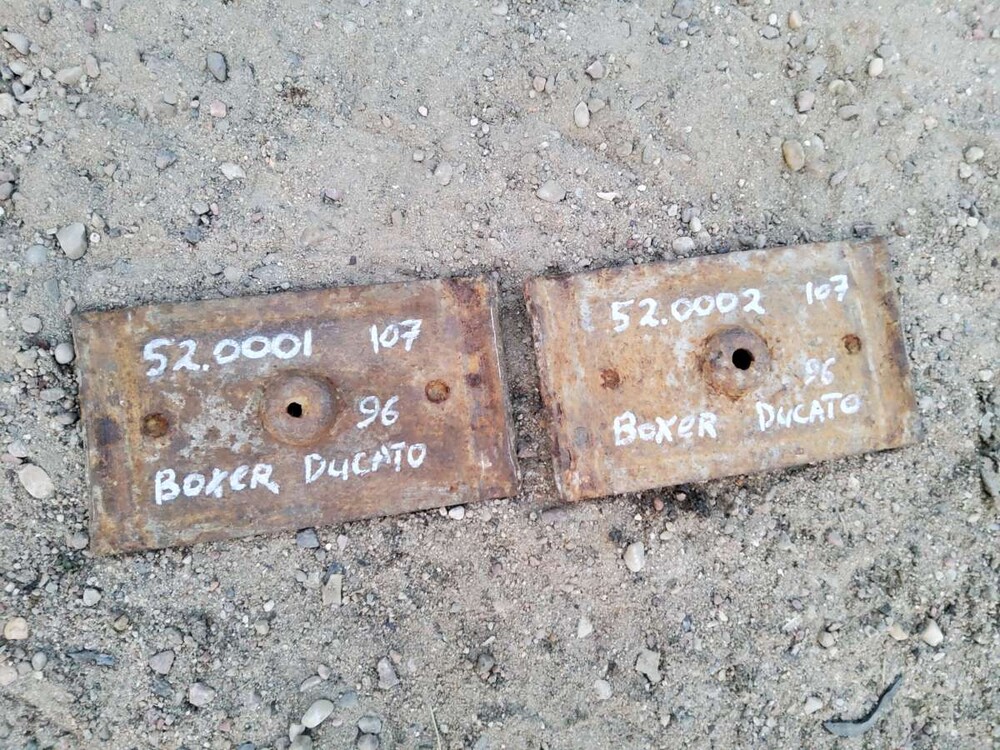 52.0001 107
96
BOXER DUCATO
52.0002 107
96
BOXER DUCATO